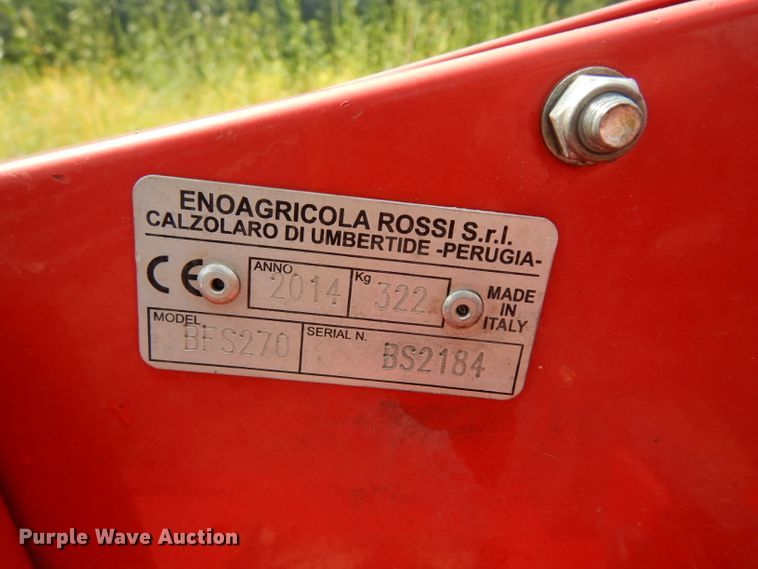 ENOAGRICOLA ROSSI S.r.l.
CALZOLARO DI UMBERTIDE -PERUGIA-
CE ANNO 2014 Kg 322 MADE
IN
ITALY
MODEL BFS270 SERIAL N. BS2184
Purple Wave Auction